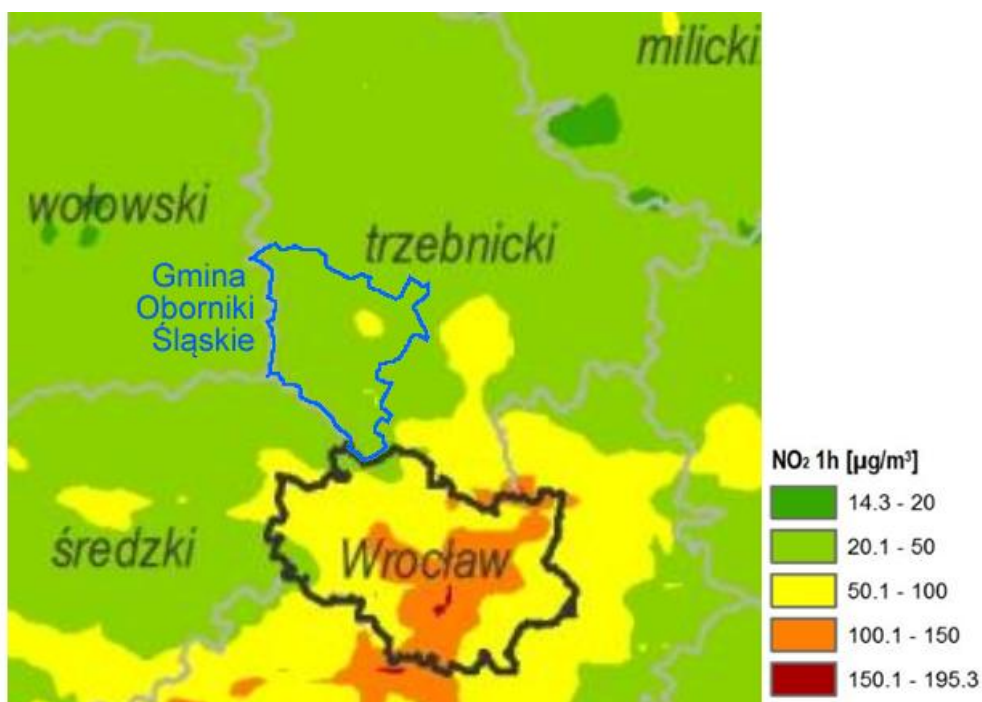 milicki
wołowski
trzebnicki
Gmina
Oborniki
Śląskie
średzki
Wrocław
NO₂ 1h [µg/m³]
14.3 - 20
20.1 - 50
50.1 - 100
100.1 - 150
150.1 - 195.3